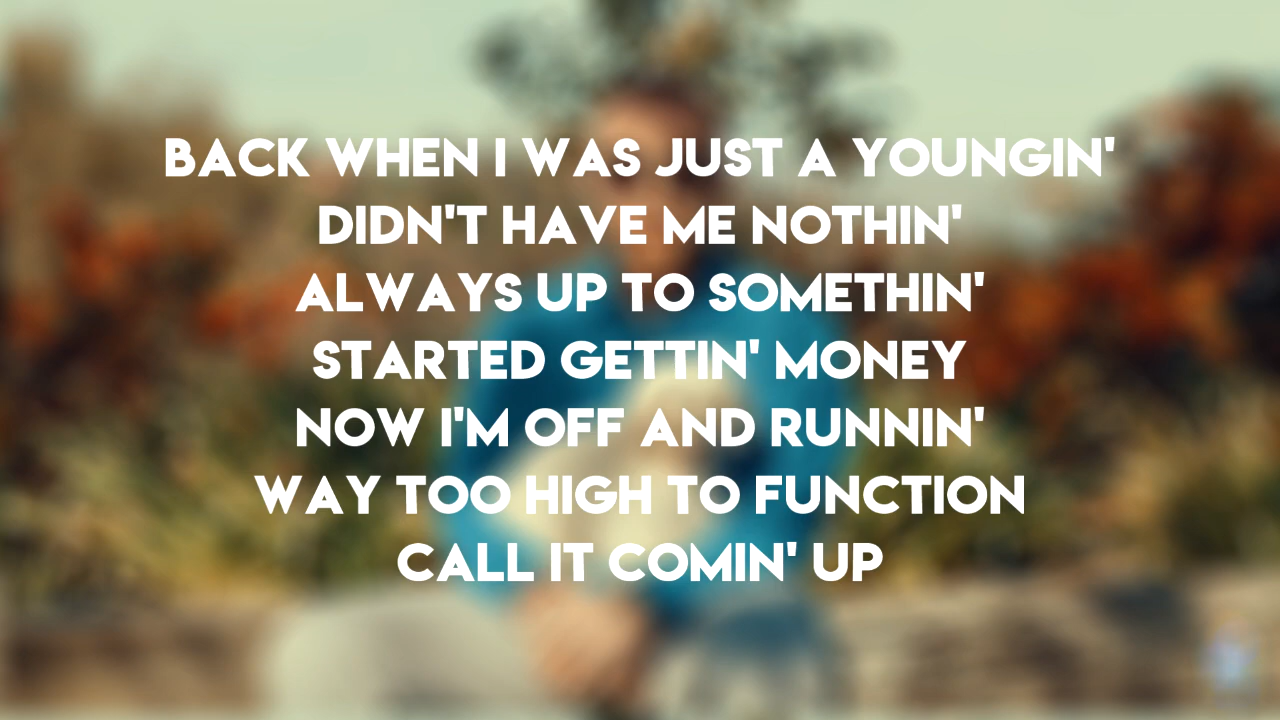 BACK WHEN I WAS JUST A YOUNGIN'
DIDN'T HAVE ME NOTHIN'
ALWAYS UP TO SOMETHIN'
STARTED GETTIN' MONEY
NOW I'M OFF AND RUNNIN'
WAY TOO HIGH TO FUNCTION
CALL IT COMIN' UP